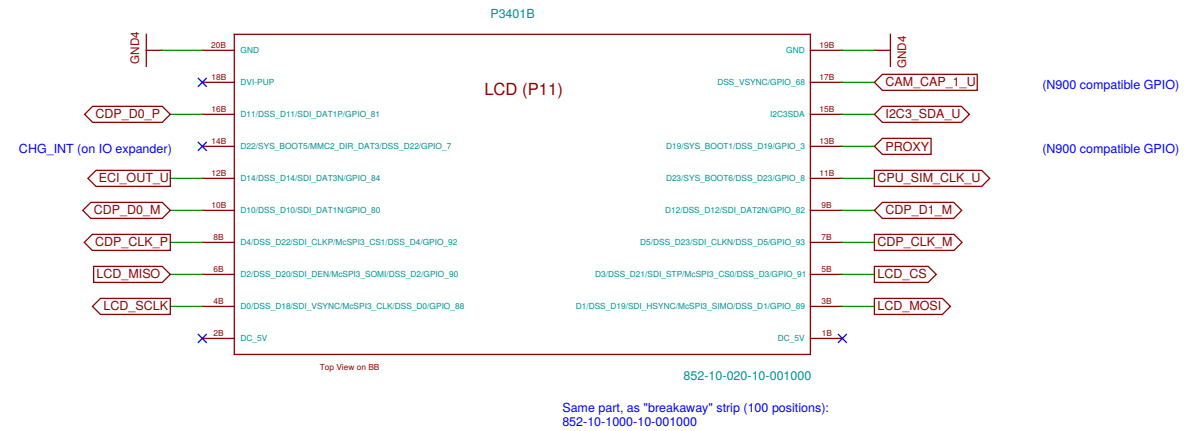 P3401B
LCD (P11)
GND4 20B GND GND 19B GND4
18B DVI-PUP DSS_VSYNC/GPIO_68 17B CAM_CAP_1_U (N900 compatible GPIO)
CDP_D0_P 16B D11/DSS_D11/SDI_DAT1P/GPIO_81 I2C3SDA 15B I2C3_SDA_U
CHG_INT (on IO expander) 14B D22/SYS_BOOT5/MMC2_DIR_DAT3/DSS_D22/GPIO_7 D19/SYS_BOOT1/DSS_D19/GPIO_3 13B PROXY (N900 compatible GPIO)
ECI_OUT_U 12B D14/DSS_D14/SDI_DAT3N/GPIO_84 D23/SYS_BOOT6/DSS_D23/GPIO_8 11B CPU_SIM_CLK_U
CDP_D0_M 10B D10/DSS_D10/SDI_DAT1N/GPIO_80 D12/DSS_D12/SDI_DAT2N/GPIO_82 9B CDP_D1_M
CDP_CLK_P 8B D4/DSS_D22/SDI_CLKP/McSPI3_CS1/DSS_D4/GPIO_92 D5/DSS_D23/SDI_CLKN/DSS_D5/GPIO_93 7B CDP_CLK_M
LCD_MISO 6B D2/DSS_D20/SDI_DEN/McSPI3_SOMI/DSS_D2/GPIO_90 D3/DSS_D21/SDI_STP/McSPI3_CS0/DSS_D3/GPIO_91 5B LCD_CS
LCD_SCLK 4B D0/DSS_D18/SDI_VSYNC/McSPI3_CLK/DSS_D0/GPIO_88 D1/DSS_D19/SDI_HSYNC/McSPI3_SIMO/DSS_D1/GPIO_89 3B LCD_MOSI
2B DC_5V DC_5V 1B
Top View on BB
852-10-020-10-001000
Same part, as "breakaway" strip (100 positions):
852-10-1000-10-001000